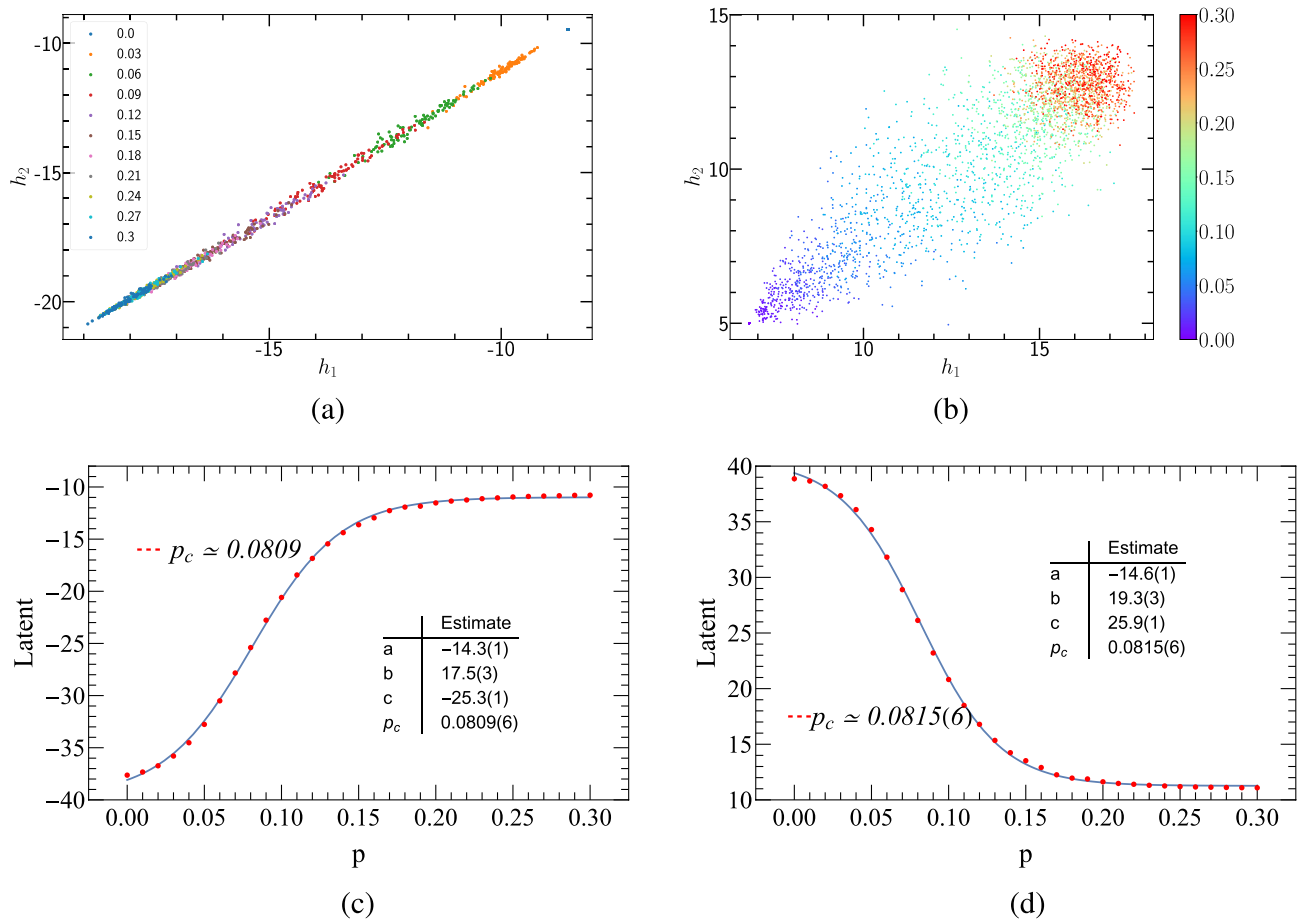 0.0
0.03
0.06
0.09
0.12
0.15
0.18
0.21
0.24
0.27
0.3
-10
-15
-20
h2
-15
-10
h1
(a)
15
10
5
h2
10
15
h1
0.30
0.25
0.20
0.15
0.10
0.05
0.00
(b)
−10
−15
−20
−25
−30
−35
−40
Latent
pc ≃ 0.0809
Estimate
a −14.3(1)
b 17.5(3)
c −25.3(1)
pc 0.0809(6)
0.00 0.05 0.10 0.15 0.20 0.25 0.30
p
(c)
40
35
30
25
20
15
10
Latent
Estimate
a −14.6(1)
b 19.3(3)
c 25.9(1)
pc 0.0815(6)
pc ≃ 0.0815(6)
0.00 0.05 0.10 0.15 0.20 0.25 0.30
p
(d)